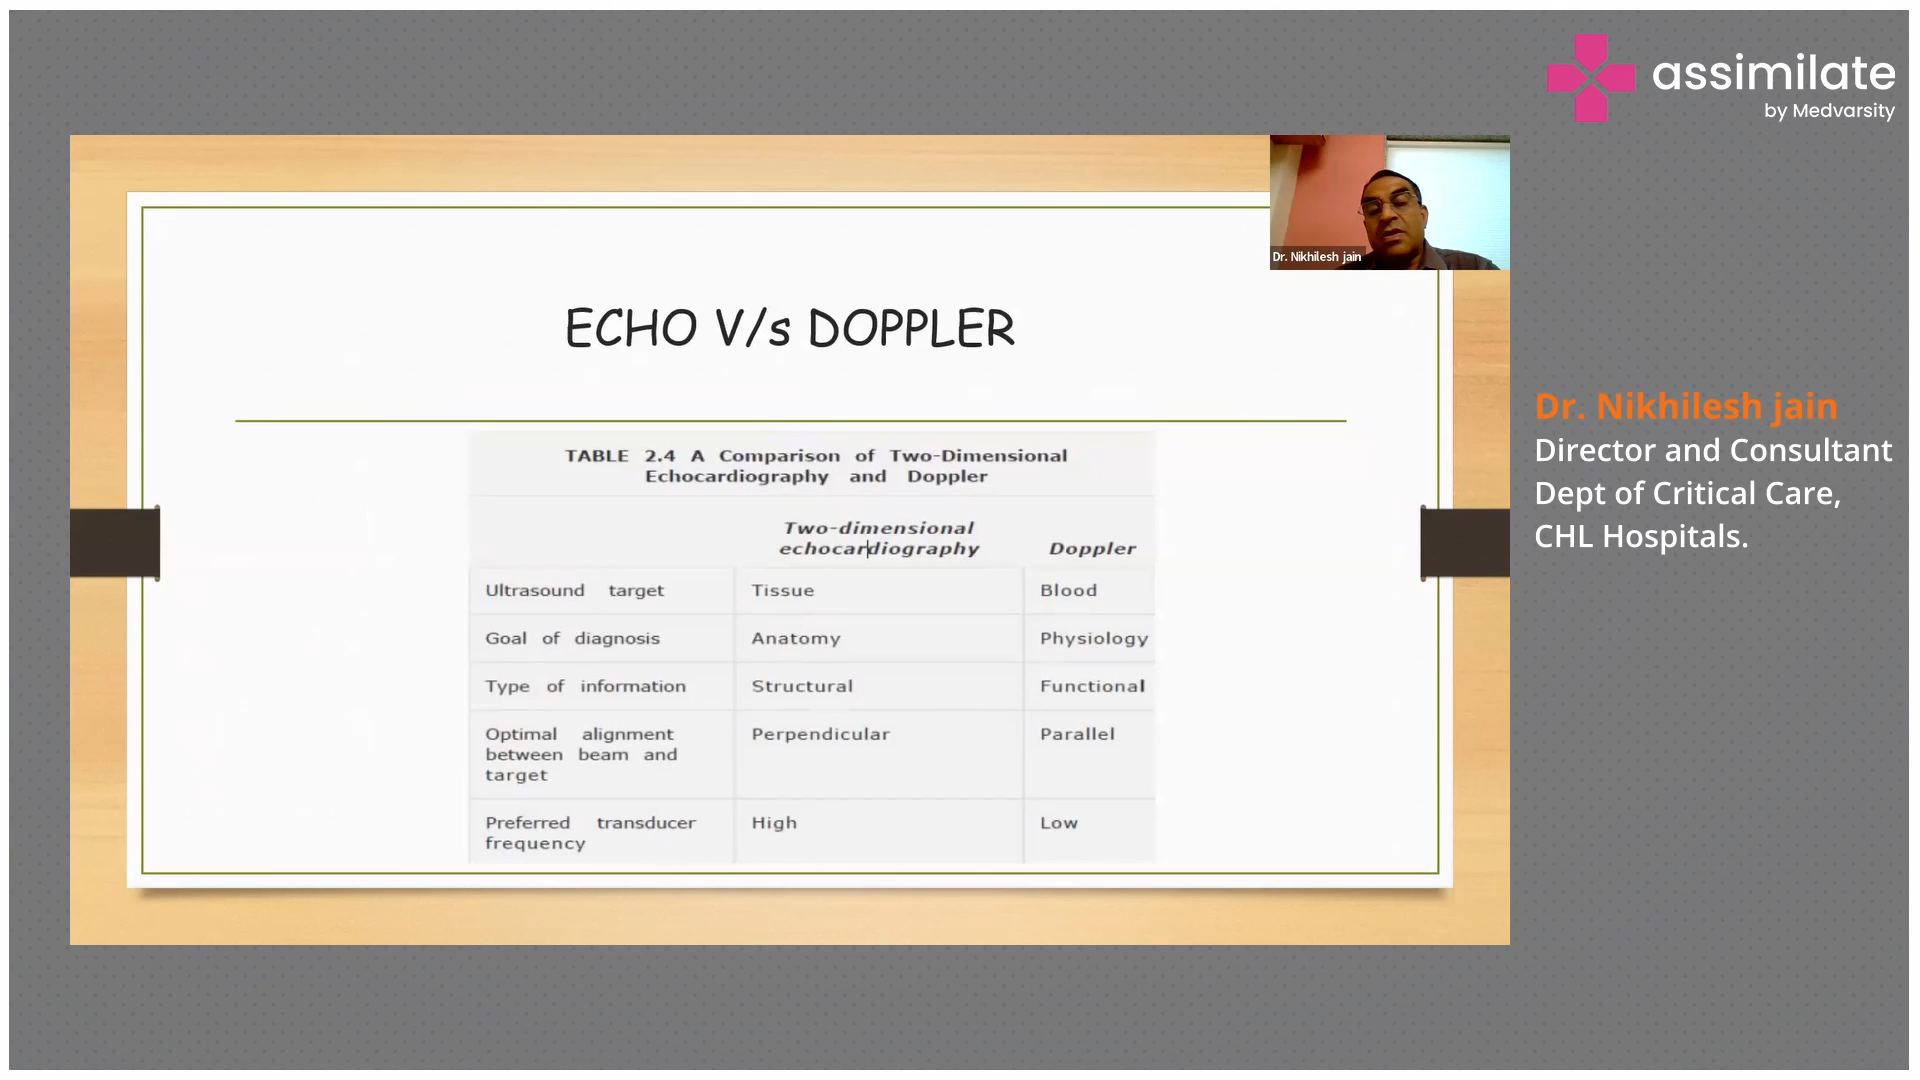 assimilate
by Medvarsity
Dr. Nikhilesh jain
ECHO V/s DOPPLER
TABLE 2.4 A Comparison of Two-Dimensional
Echocardiography and Doppler
Two-dimensional
echocardiography Doppler
Ultrasound target Tissue Blood
Goal of diagnosis Anatomy Physiology
Type of information Structural Functional
Optimal alignment Perpendicular Parallel
between beam and
target
Preferred transducer High Low
frequency
Dr. Nikhilesh jain
Director and Consultant
Dept of Critical Care,
CHL Hospitals.